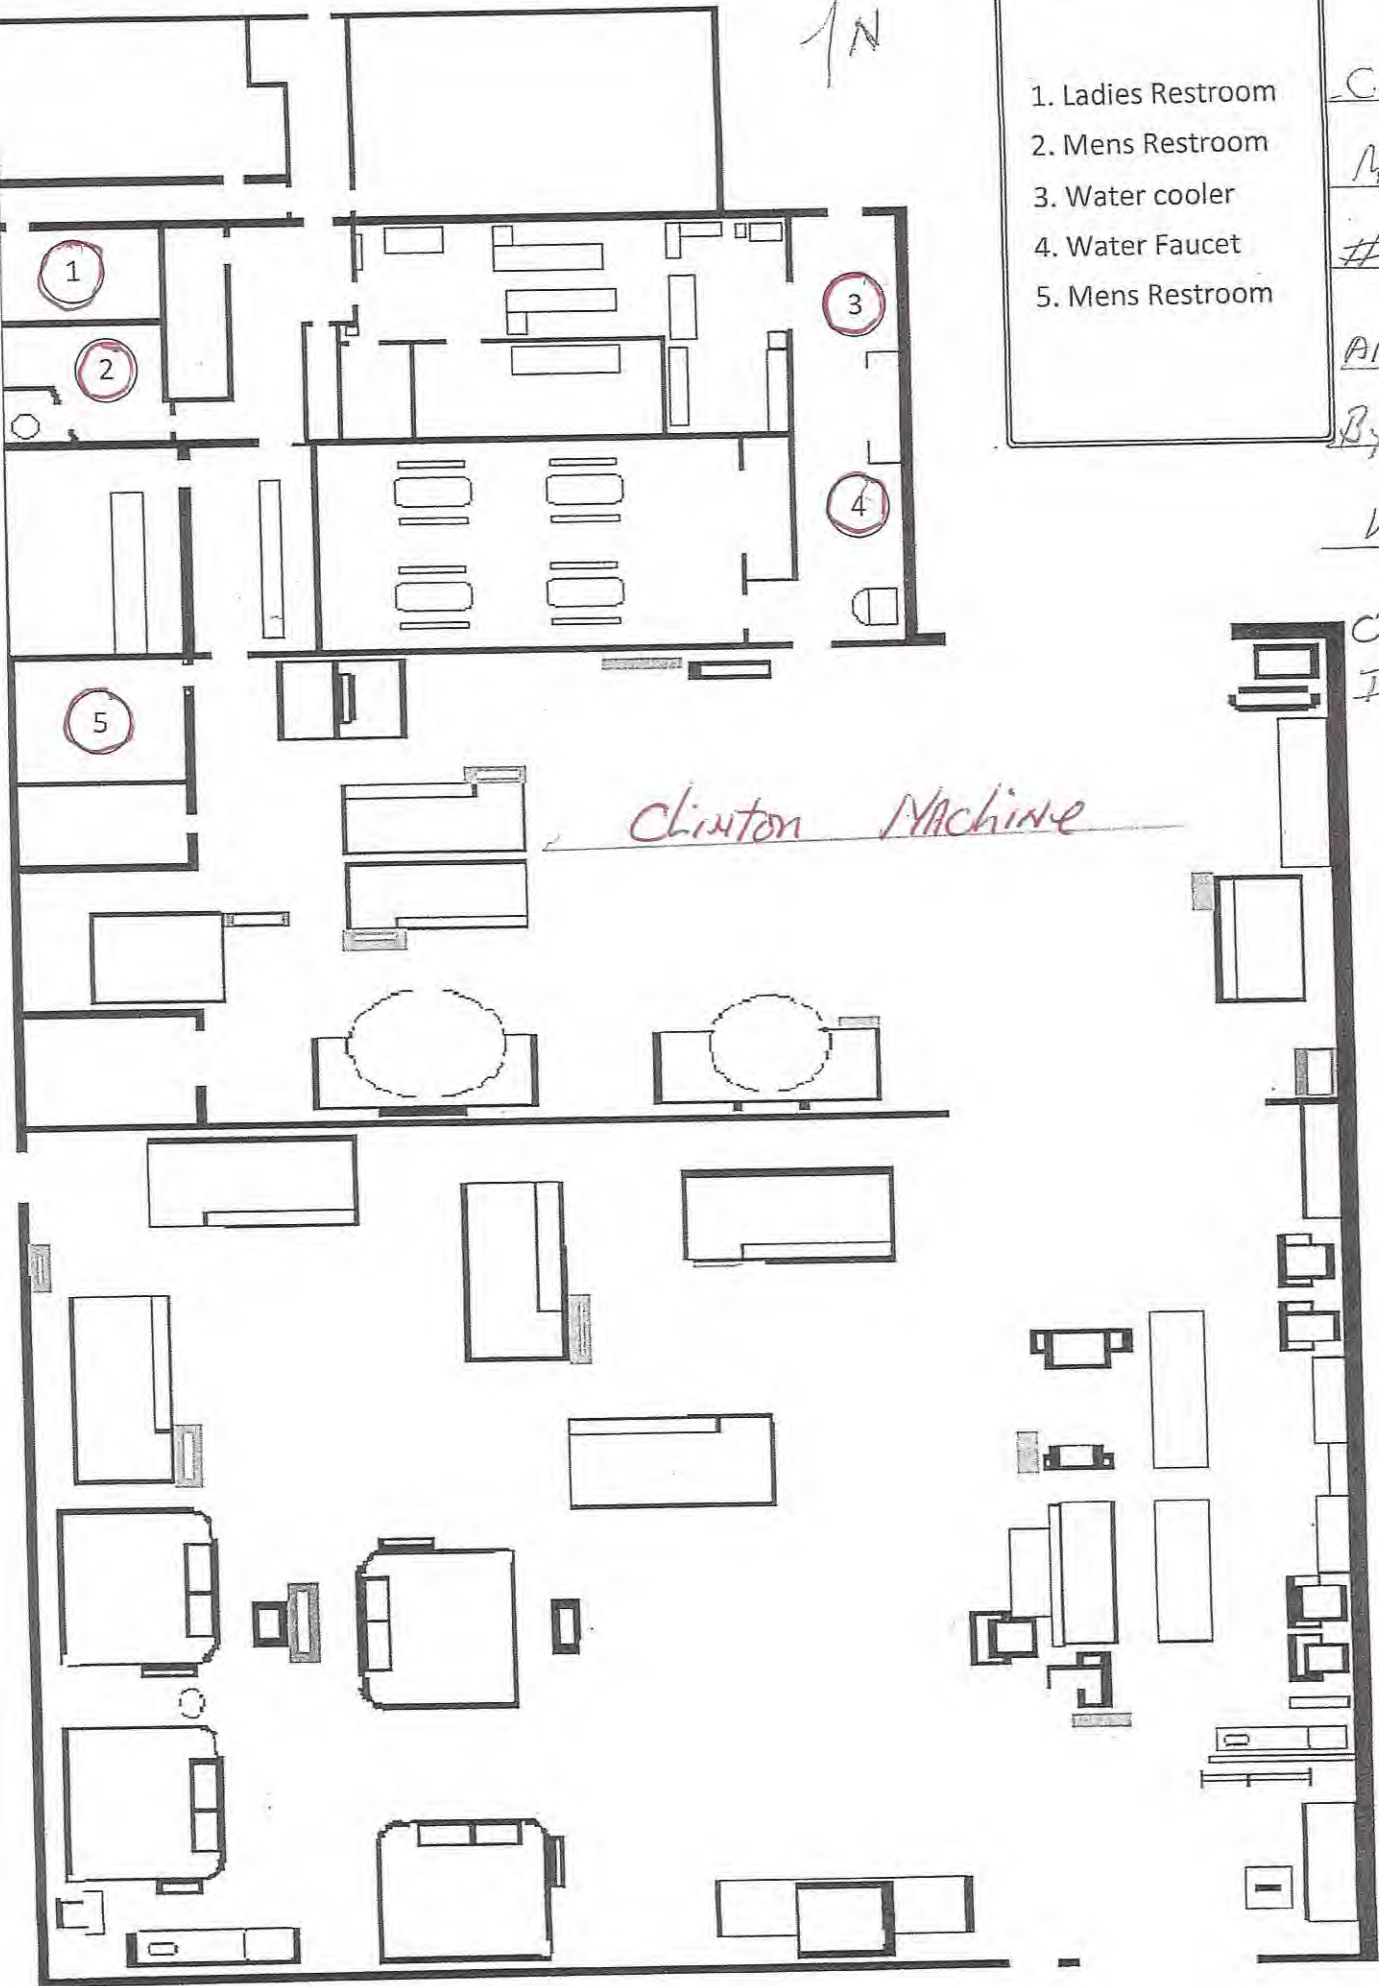 N
1. Ladies Restroom
2. Mens Restroom
3. Water cooler
4. Water Faucet
5. Mens Restroom
#
By
1
2
3
4
5
Clinton Machine